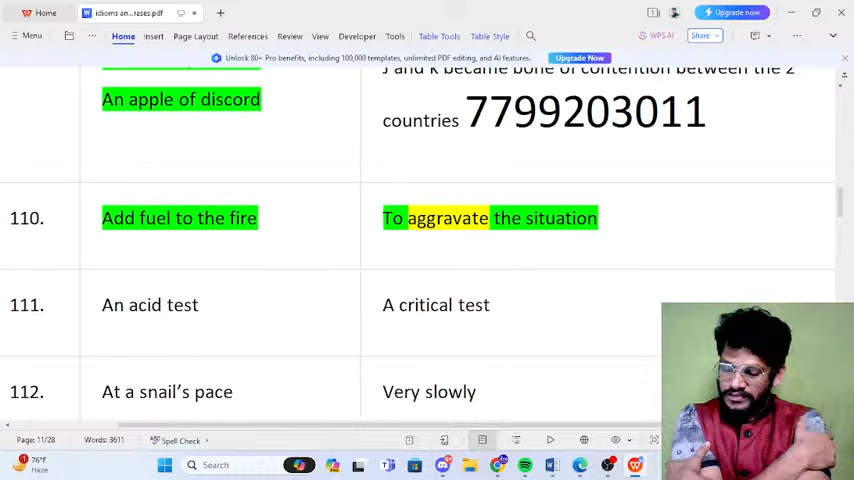 Home
idioms an...rases.pdf
Upgrade now
Menu
Home
Insert
Page Layout
References
Review
View
Developer
Tools
Table Tools
Table Style
WPS AI
Share
Unlock 80+ Pro benefits, including 100,000 templates, unlimited PDF editing, and AI features.
Upgrade Now
J and K became bone of contention between the 2
An apple of discord
countries 7799203011
110.
Add fuel to the fire
To aggravate the situation
111.
An acid test
A critical test
112.
At a snail's pace
Very slowly
Page: 11/28
Words: 3611
Spell Check
76°F
Haze
Search